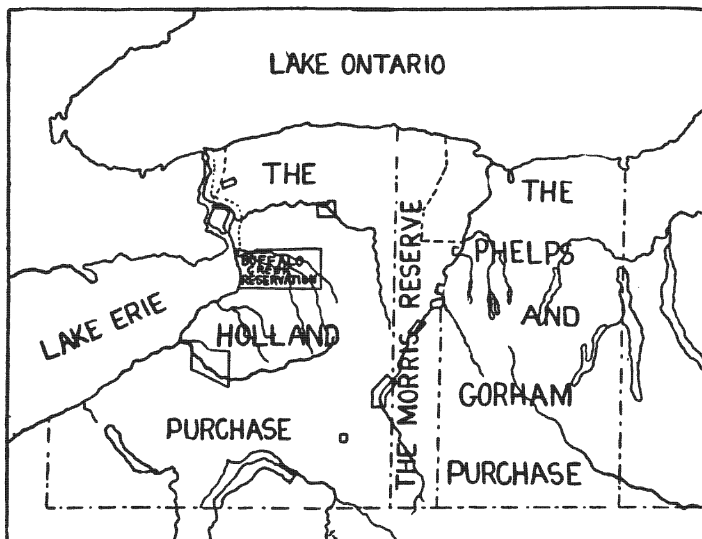 LAKE ONTARIO
THE
HOLLAND
PURCHASE
BUFFALO
CREEK
RESERVATION
LAKE ERIE
THE MORRIS RESERVE
THE
PHELPS
AND
GORHAM
PURCHASE